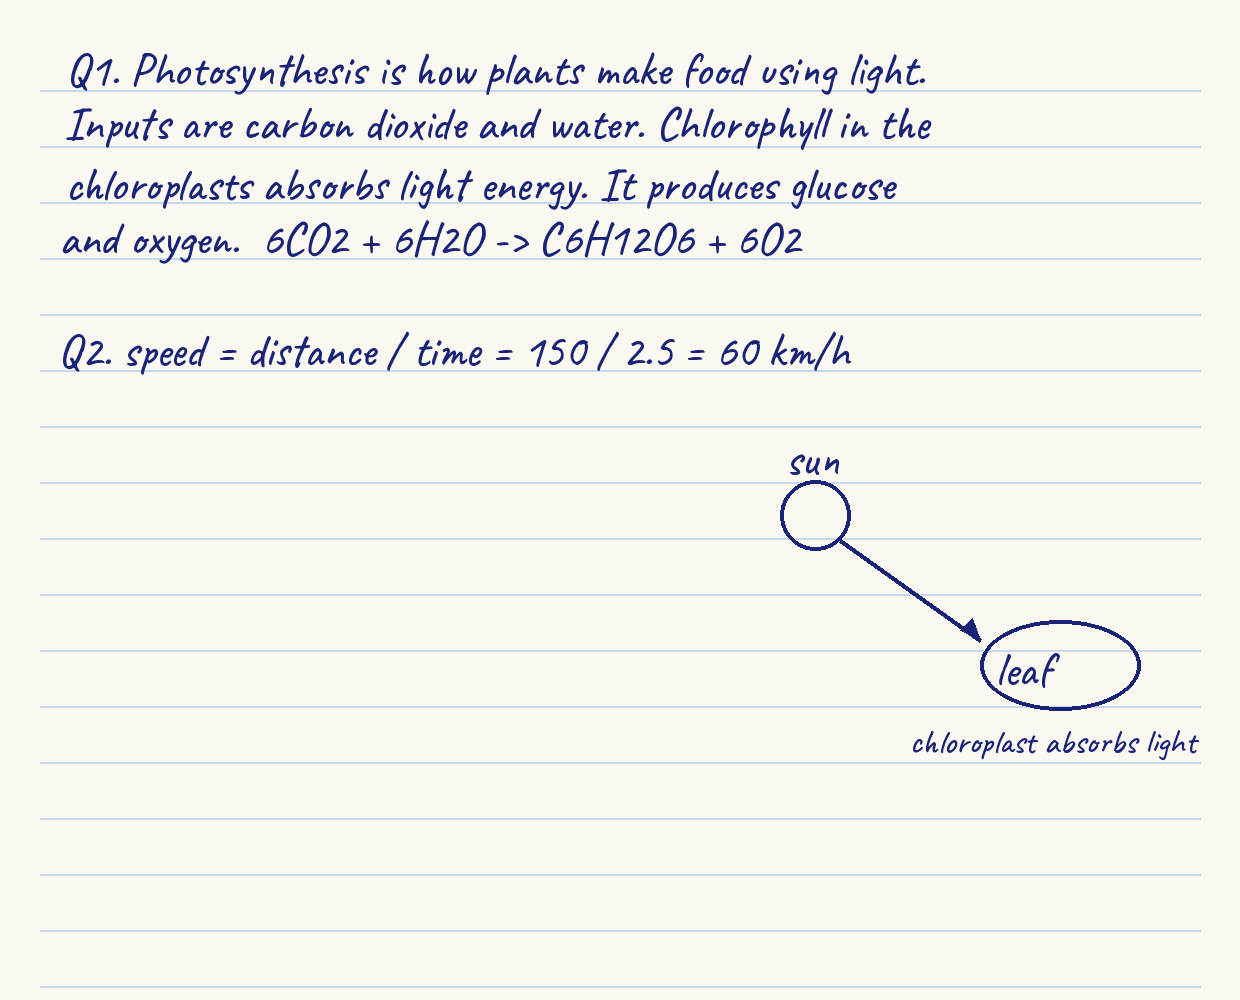 Q1. Photosynthesis is how plants make food using light.
Inputs are carbon dioxide and water. Chlorophyll in the
chloroplasts absorbs light energy. It produces glucose
and oxygen. 6CO2 + 6H2O -> C6H12O6 + 6O2
Q2. speed = distance / time = 150 / 2.5 = 60 km/h
sun
leaf
chloroplast absorbs light